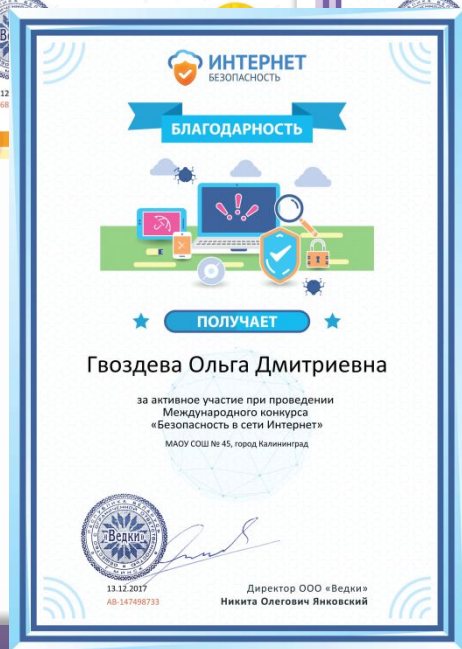 ИНТЕРНЕТ
БЕЗОПАСНОСТЬ
БЛАГОДАРНОСТЬ
ПОЛУЧАЕТ
Гвоздева Ольга Дмитриевна
за активное участие при проведении
Международного конкурса
«Безопасность в сети Интернет»
МАОУ СОШ № 45, город Калининград
«Ведки»
13.12.2017
АВ-147498733
Директор ООО «Ведки»
Никита Олегович Янковский